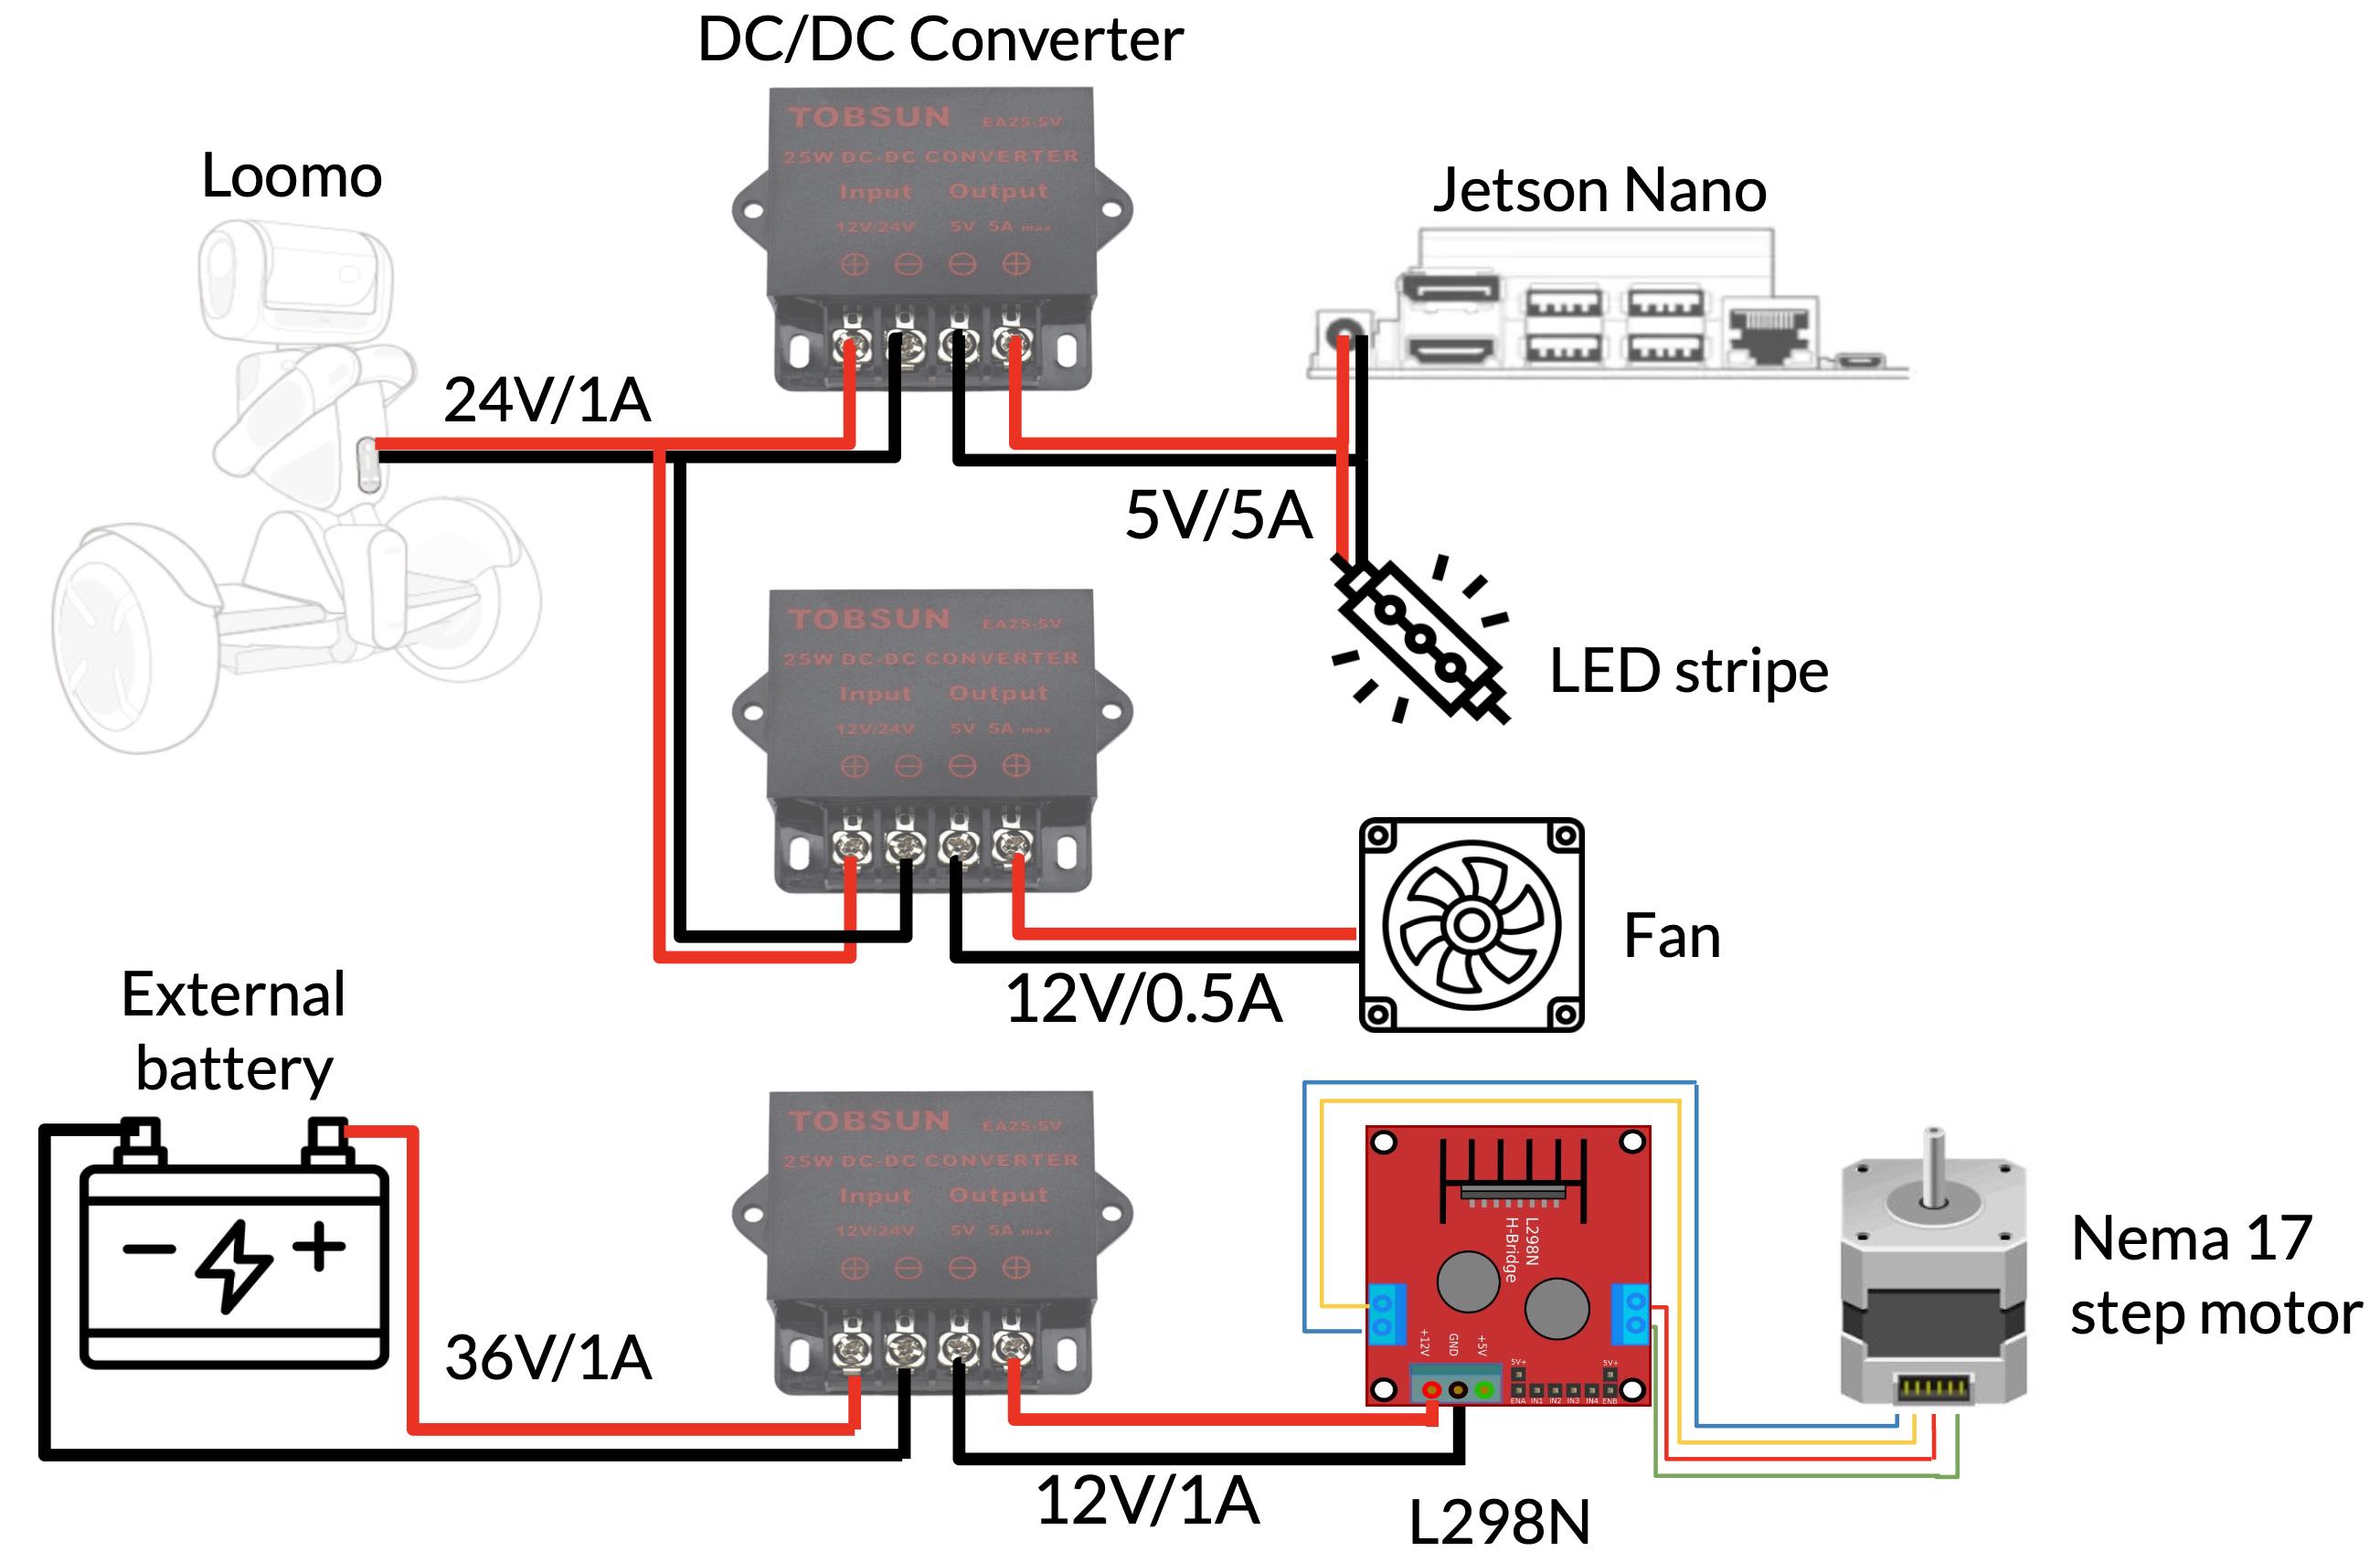 DC/DC Converter
TOBSUN EA25-5V
25W DC-DC CONVERTER
Input Output
12V/24V 5V 5A max
Loomo
24V/1A
Jetson Nano
5V/5A
LED stripe
TOBSUN EA25-5V
25W DC-DC CONVERTER
Input Output
12V/24V 5V 5A max
Fan
12V/0.5A
External
battery
36V/1A
TOBSUN EA25-5V
25W DC-DC CONVERTER
Input Output
12V/24V 5V 5A max
12V/1A
L298N
H-Bridge
+12V GND +5V
5V+ 5V+
ENA IN1 IN2 IN3 IN4 ENB
L298N
Nema 17
step motor